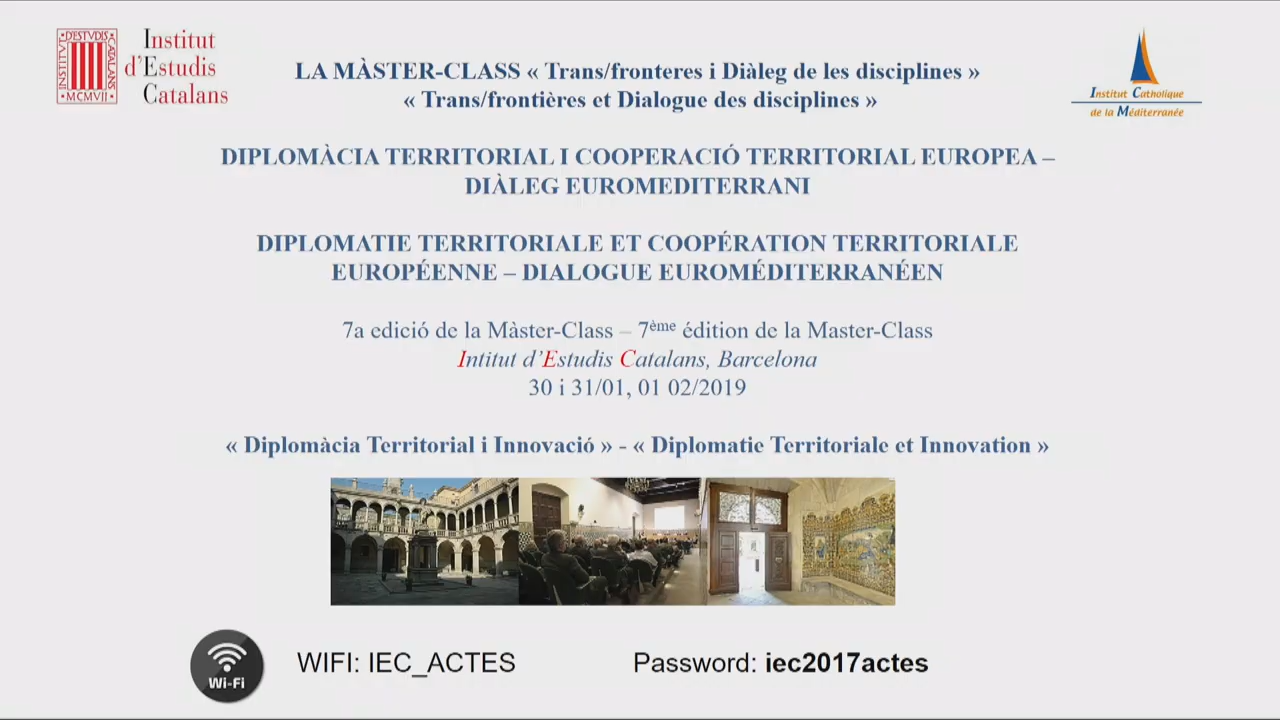 INSTITUT D'ESTUDIS CATALANS MCMVII
Institut
d'Estudis
Catalans
LA MÀSTER-CLASS « Trans/fronteres i Diàleg de les disciplines »
« Trans/frontières et Dialogue des disciplines »
Institut Catholique
de la Méditerranée
DIPLOMÀCIA TERRITORIAL I COOPERACIÓ TERRITORIAL EUROPEA –
DIÀLEG EUROMEDITERRANI
DIPLOMATIE TERRITORIALE ET COOPÉRATION TERRITORIALE
EUROPÉENNE – DIALOGUE EUROMÉDITERRANÉEN
7a edició de la Màster-Class – 7ème édition de la Master-Class
Intitut d'Estudis Catalans, Barcelona
30 i 31/01, 01 02/2019
« Diplomàcia Territorial i Innovació » - « Diplomatie Territoriale et Innovation »
Wi-Fi
WIFI: IEC_ACTES Password: iec2017actes